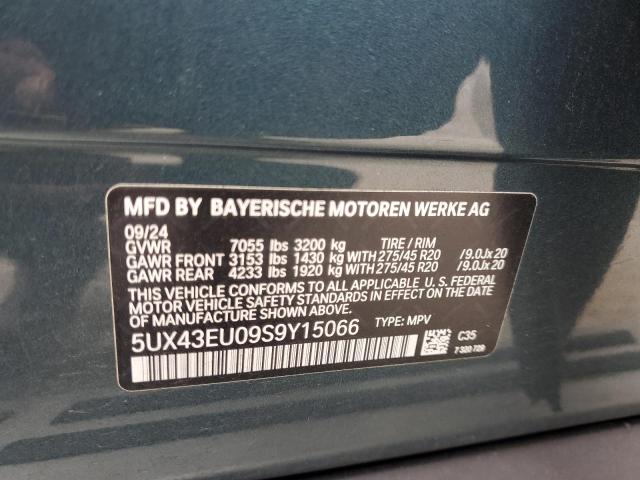 MFD BY BAYERISCHE MOTOREN WERKE AG
09/24
GVWR 7055 lbs 3200 kg TIRE / RIM
GAWR FRONT 3153 lbs 1430 kg WITH 275/45 R20 /9.0Jx20
GAWR REAR 4233 lbs 1920 kg WITH 275/45 R20 /9.0Jx20
THIS VEHICLE CONFORMS TO ALL APPLICABLE U. S. FEDERAL
MOTOR VEHICLE SAFETY STANDARDS IN EFFECT ON THE DATE
OF MANUFACTURE SHOWN ABOVE.
5UX43EU09S9Y15066 TYPE: MPV
C35
7 320 729